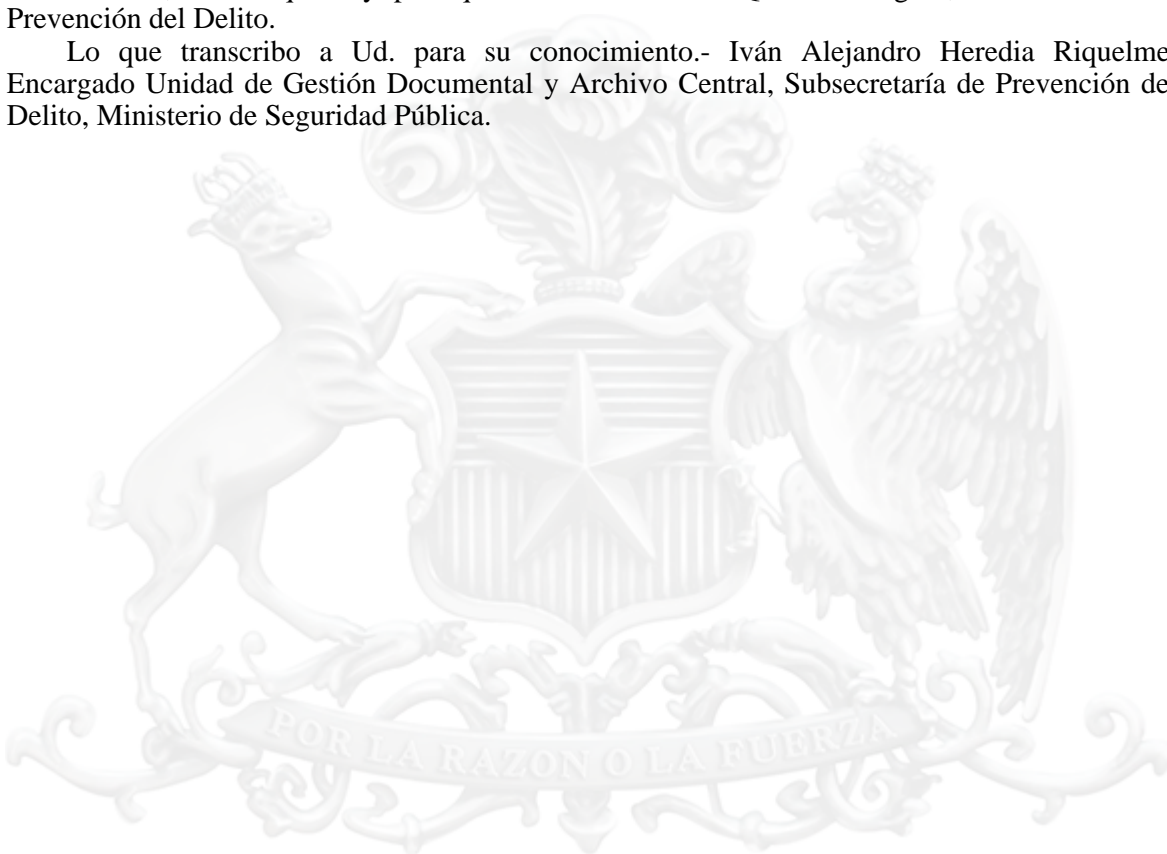 Prevención del Delito.
Lo que transcribo a Ud. para su conocimiento.- Iván Alejandro Heredia Riquelme
Encargado Unidad de Gestión Documental y Archivo Central, Subsecretaría de Prevención de
Delito, Ministerio de Seguridad Pública.
POR LA RAZON O LA FUERZA